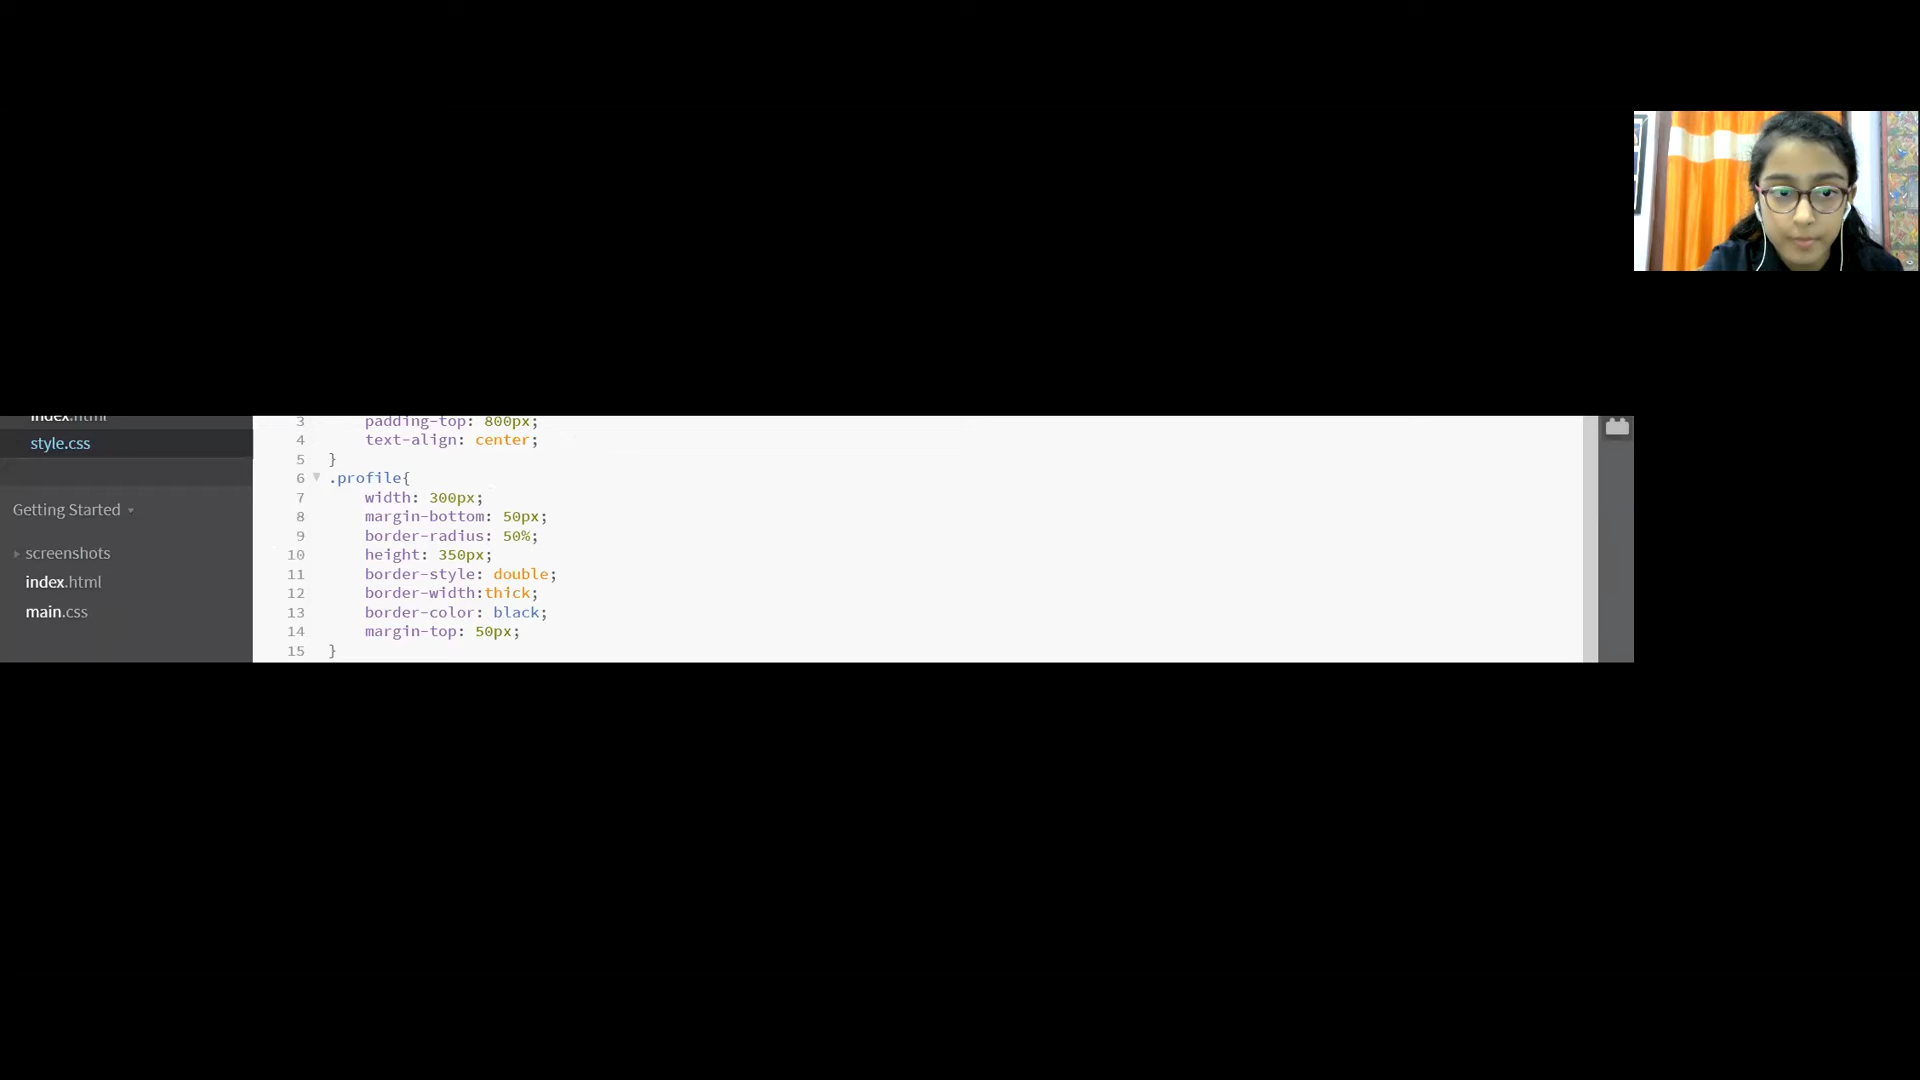 index.html
style.css
Getting Started
screenshots
index.html
main.css
3 padding-top: 800px;
4 text-align: center;
5 }
6 .profile{
7 width: 300px;
8 margin-bottom: 50px;
9 border-radius: 50%;
10 height: 350px;
11 border-style: double;
12 border-width:thick;
13 border-color: black;
14 margin-top: 50px;
15 }